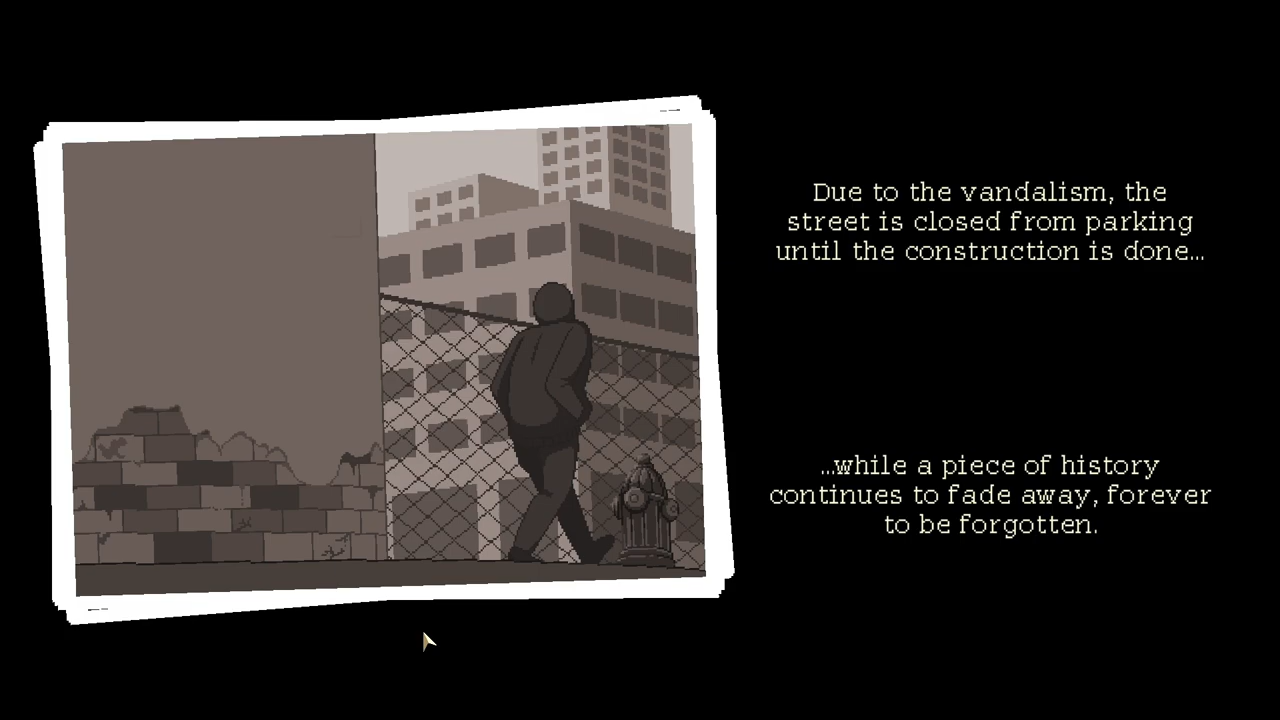 Due to the vandalism, the
street is closed from parking
until the construction is done...
...while a piece of history
continues to fade away, forever
to be forgotten.